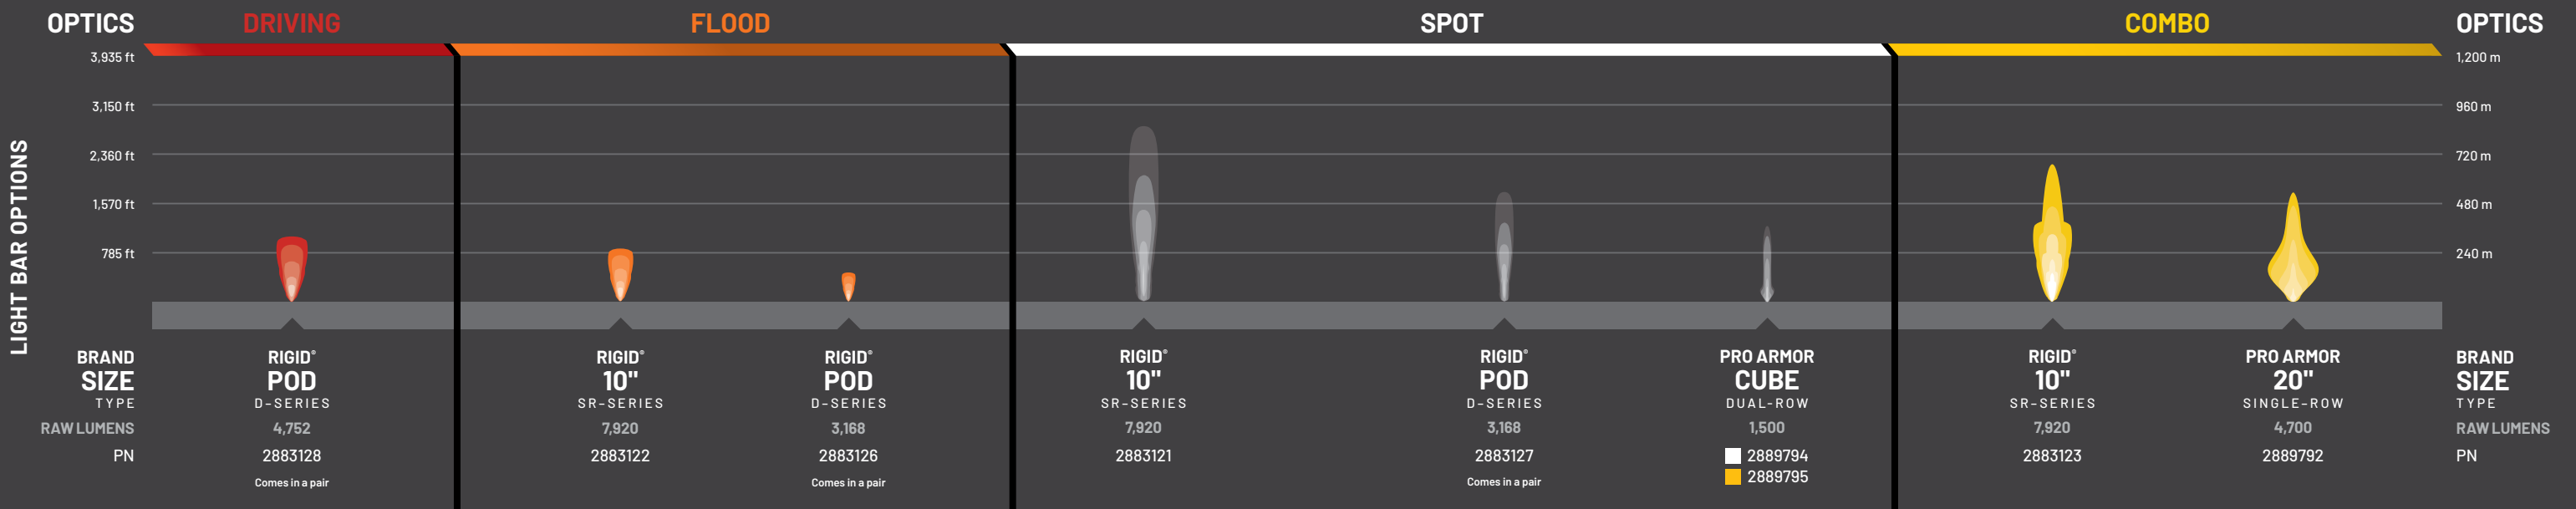 OPTICS DRIVING FLOOD SPOT COMBO OPTICS
3,935 ft 1,200 m
3,150 ft 960 m
2,360 ft 720 m
1,570 ft 480 m
785 ft 240 m
LIGHT BAR OPTIONS
BRAND RIGID® RIGID® RIGID® RIGID® RIGID® PRO ARMOR RIGID® PRO ARMOR BRAND
SIZE POD 10" POD 10" POD CUBE 10" 20" SIZE
TYPE D-SERIES SR-SERIES D-SERIES SR-SERIES D-SERIES DUAL-ROW SR-SERIES SINGLE-ROW TYPE
RAW LUMENS 4,752 7,920 3,168 7,920 3,168 1,500 7,920 4,700 RAW LUMENS
PN 2883128 2883122 2883126 2883121 2883127 2889794 2883123 2889792 PN
2889795
Comes in a pair Comes in a pair Comes in a pair